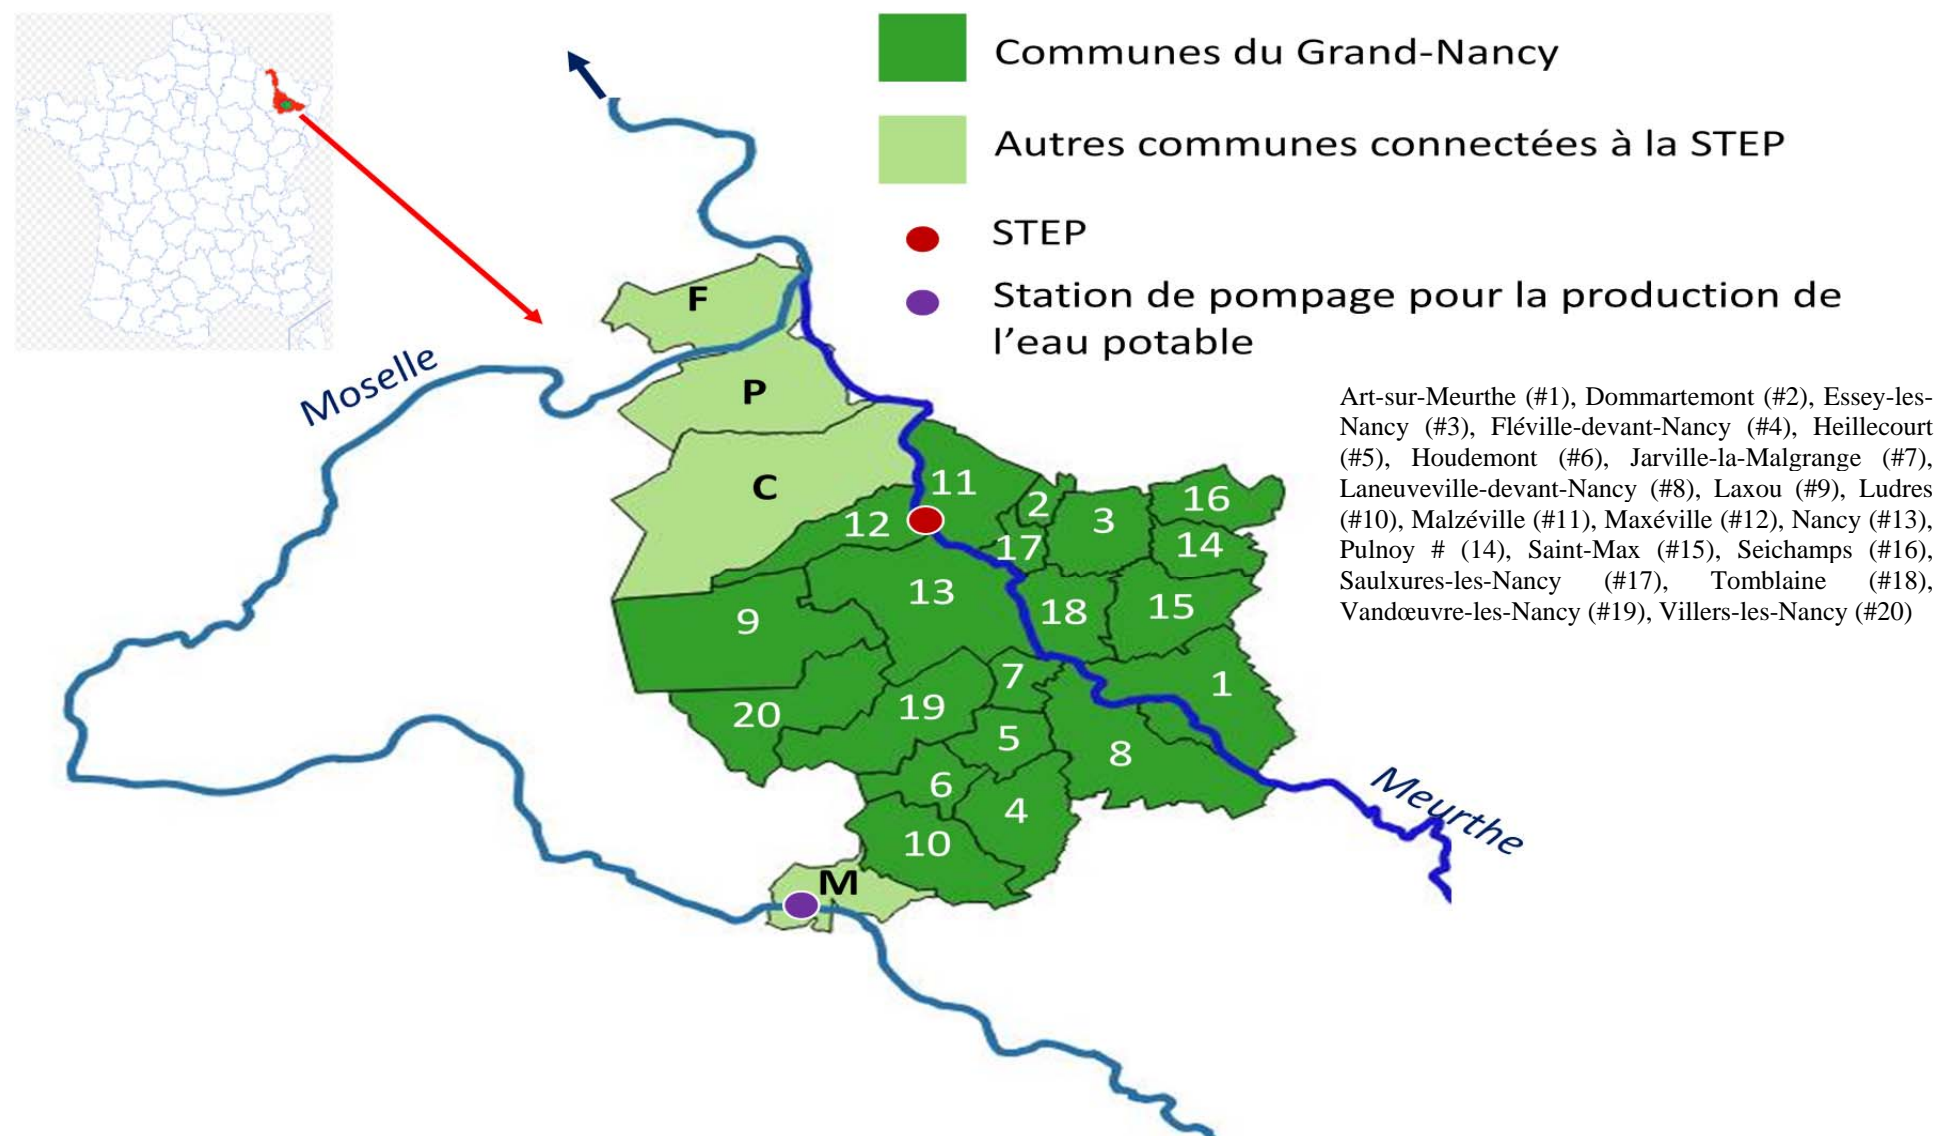 Communes du Grand-Nancy
Autres communes connectées à la STEP
STEP
Station de pompage pour la production de
l'eau potable
Art-sur-Meurthe (#1), Dommartemont (#2), Essey-les-
Nancy (#3), Fléville-devant-Nancy (#4), Heillecourt
(#5), Houdemont (#6), Jarville-la-Malgrange (#7),
Laneuveville-devant-Nancy (#8), Laxou (#9), Ludres
(#10), Malzéville (#11), Maxéville (#12), Nancy (#13),
Pulnoy # (14), Saint-Max (#15), Seichamps (#16),
Saulxures-les-Nancy (#17), Tomblaine (#18),
Vandœuvre-les-Nancy (#19), Villers-les-Nancy (#20)
F
Moselle
P
C
11
2
3
16
12
17
14
13
9
18
15
7
1
20
19
5
8
6
4
10
Meurthe
M